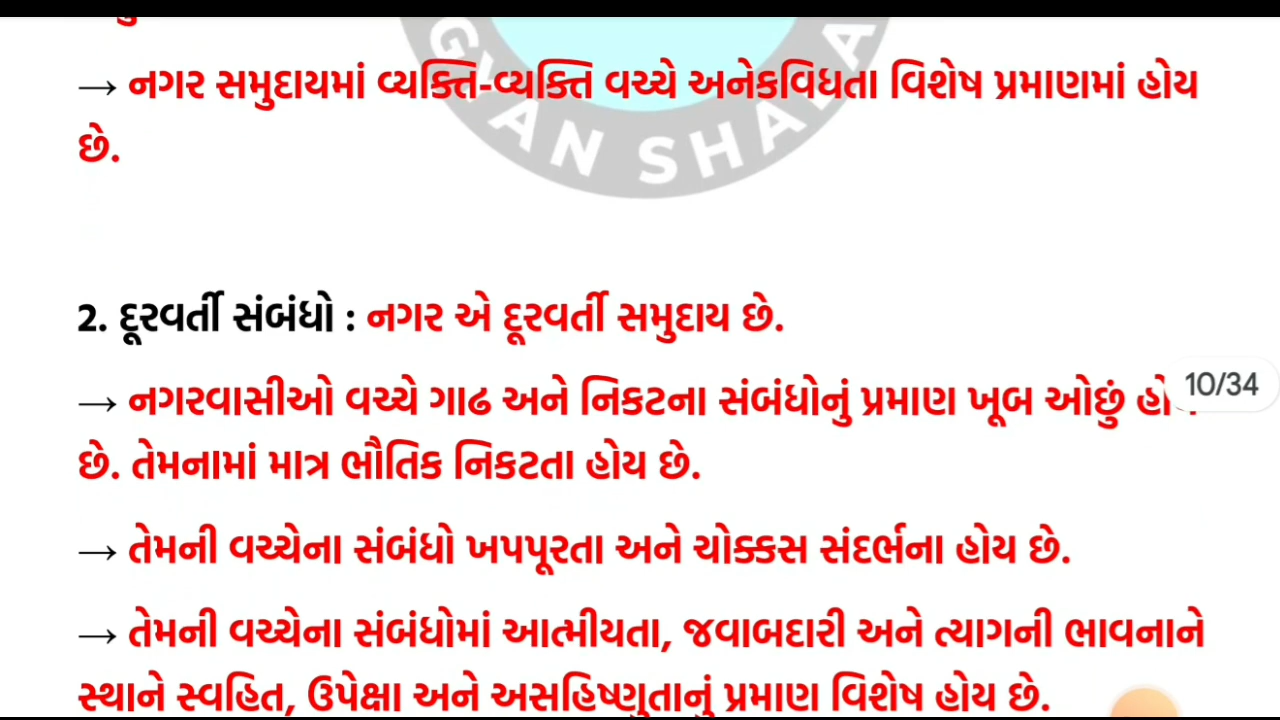 GYAN SHALA
→ નગર સમુદાયમાં વ્યક્તિ-વ્યક્તિ વચ્ચે અનેકવિધતા વિશેષ પ્રમાણમાં હોય
છે.
2. દૂરવર્તી સંબંધો : નગર એ દૂરવર્તી સમુદાય છે.
→ નગરવાસીઓ વચ્ચે ગાઢ અને નિકટના સંબંધોનું પ્રમાણ ખૂબ ઓછું હોય
10/34
છે. તેમનામાં માત્ર ભૌતિક નિકટતા હોય છે.
→ તેમની વચ્ચેના સંબંધો ખપપૂરતા અને ચોક્કસ સંદર્ભના હોય છે.
→ તેમની વચ્ચેના સંબંધોમાં આત્મીયતા, જવાબદારી અને ત્યાગની ભાવનાને
સ્થાને સ્વહિત, ઉપેક્ષા અને અસહિષ્ણુતાનું પ્રમાણ વિશેષ હોય છે.